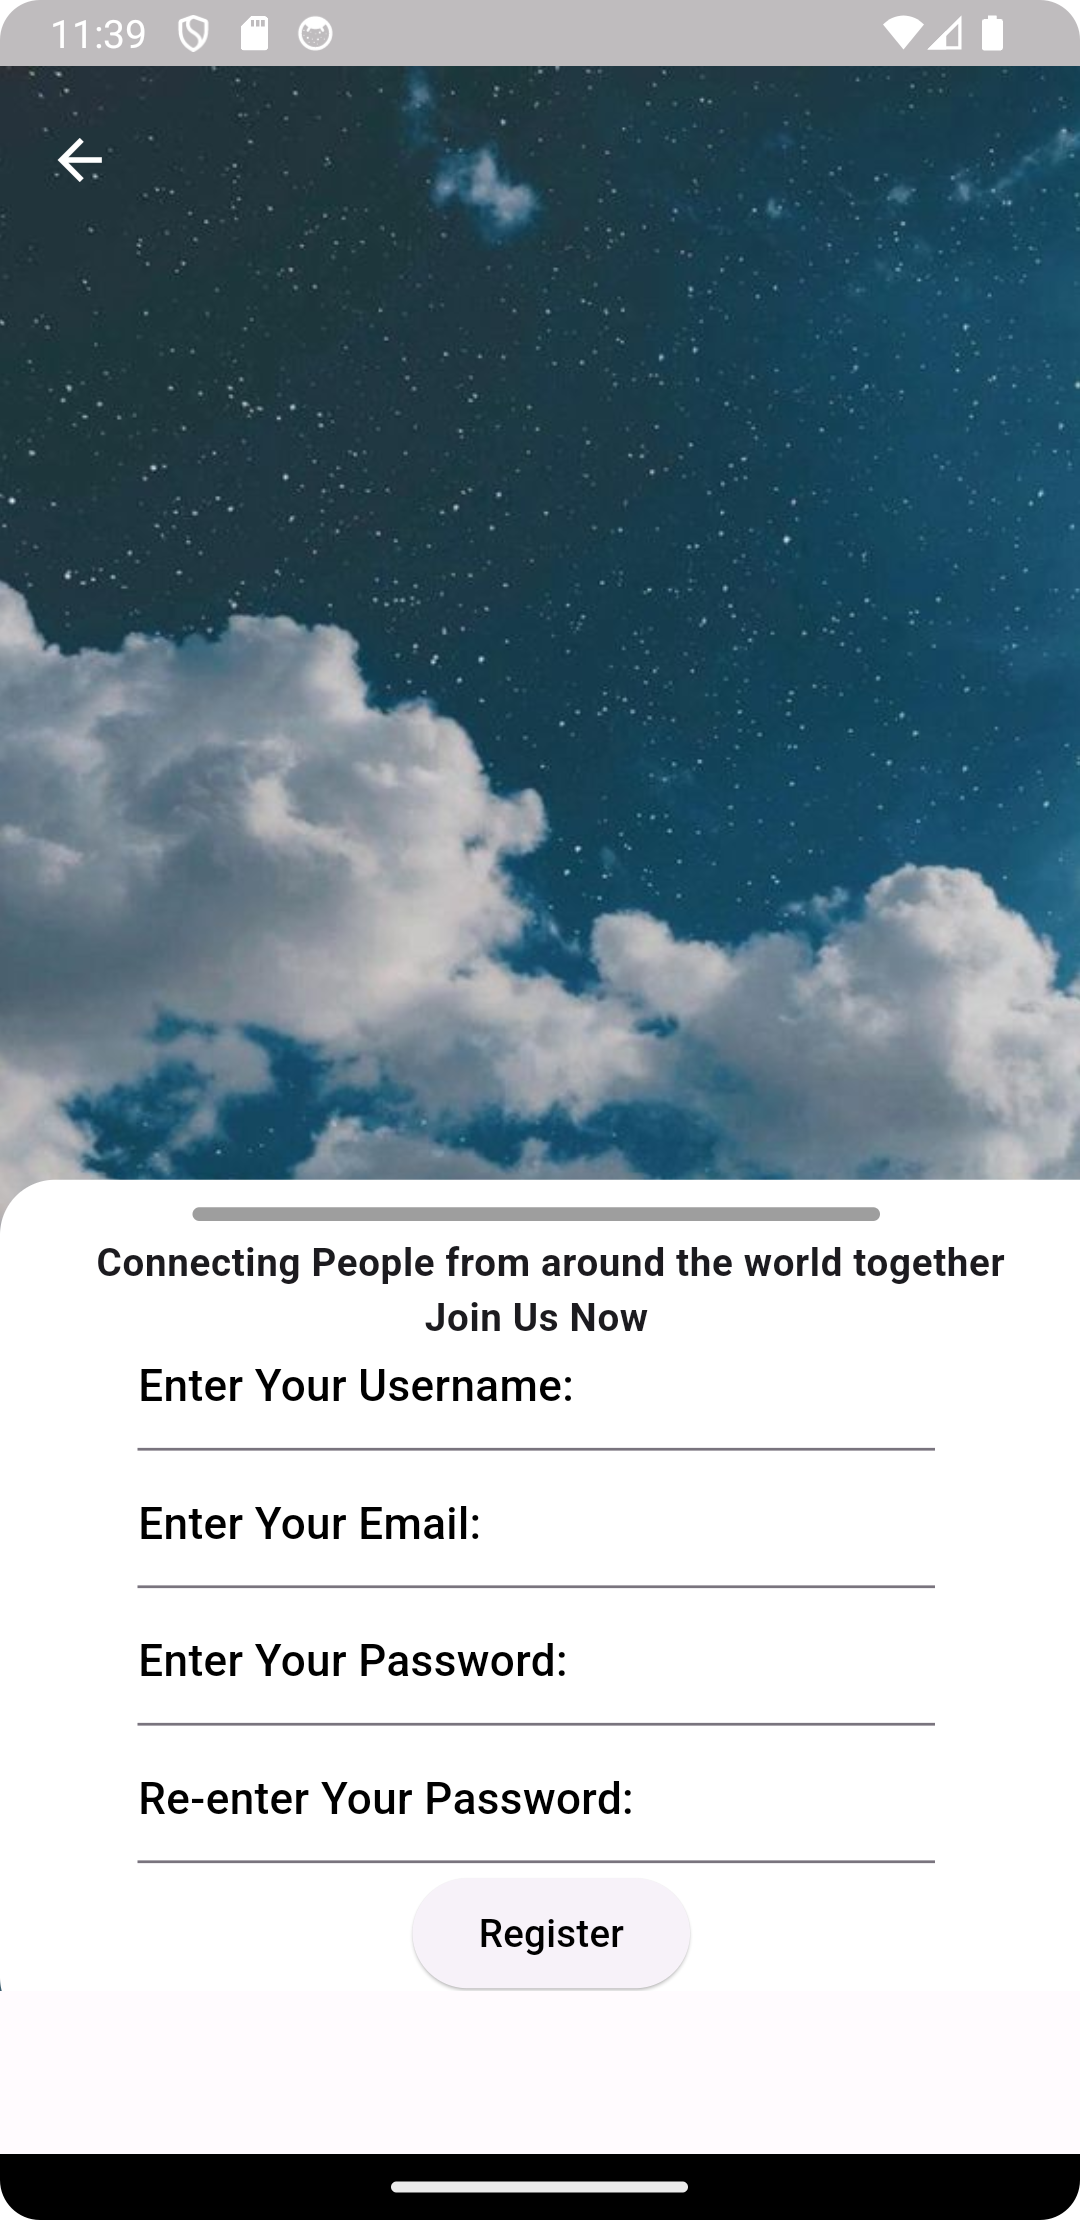 11:39
Connecting People from around the world together
Join Us Now
Enter Your Username:
Enter Your Email:
Enter Your Password:
Re-enter Your Password:
Register